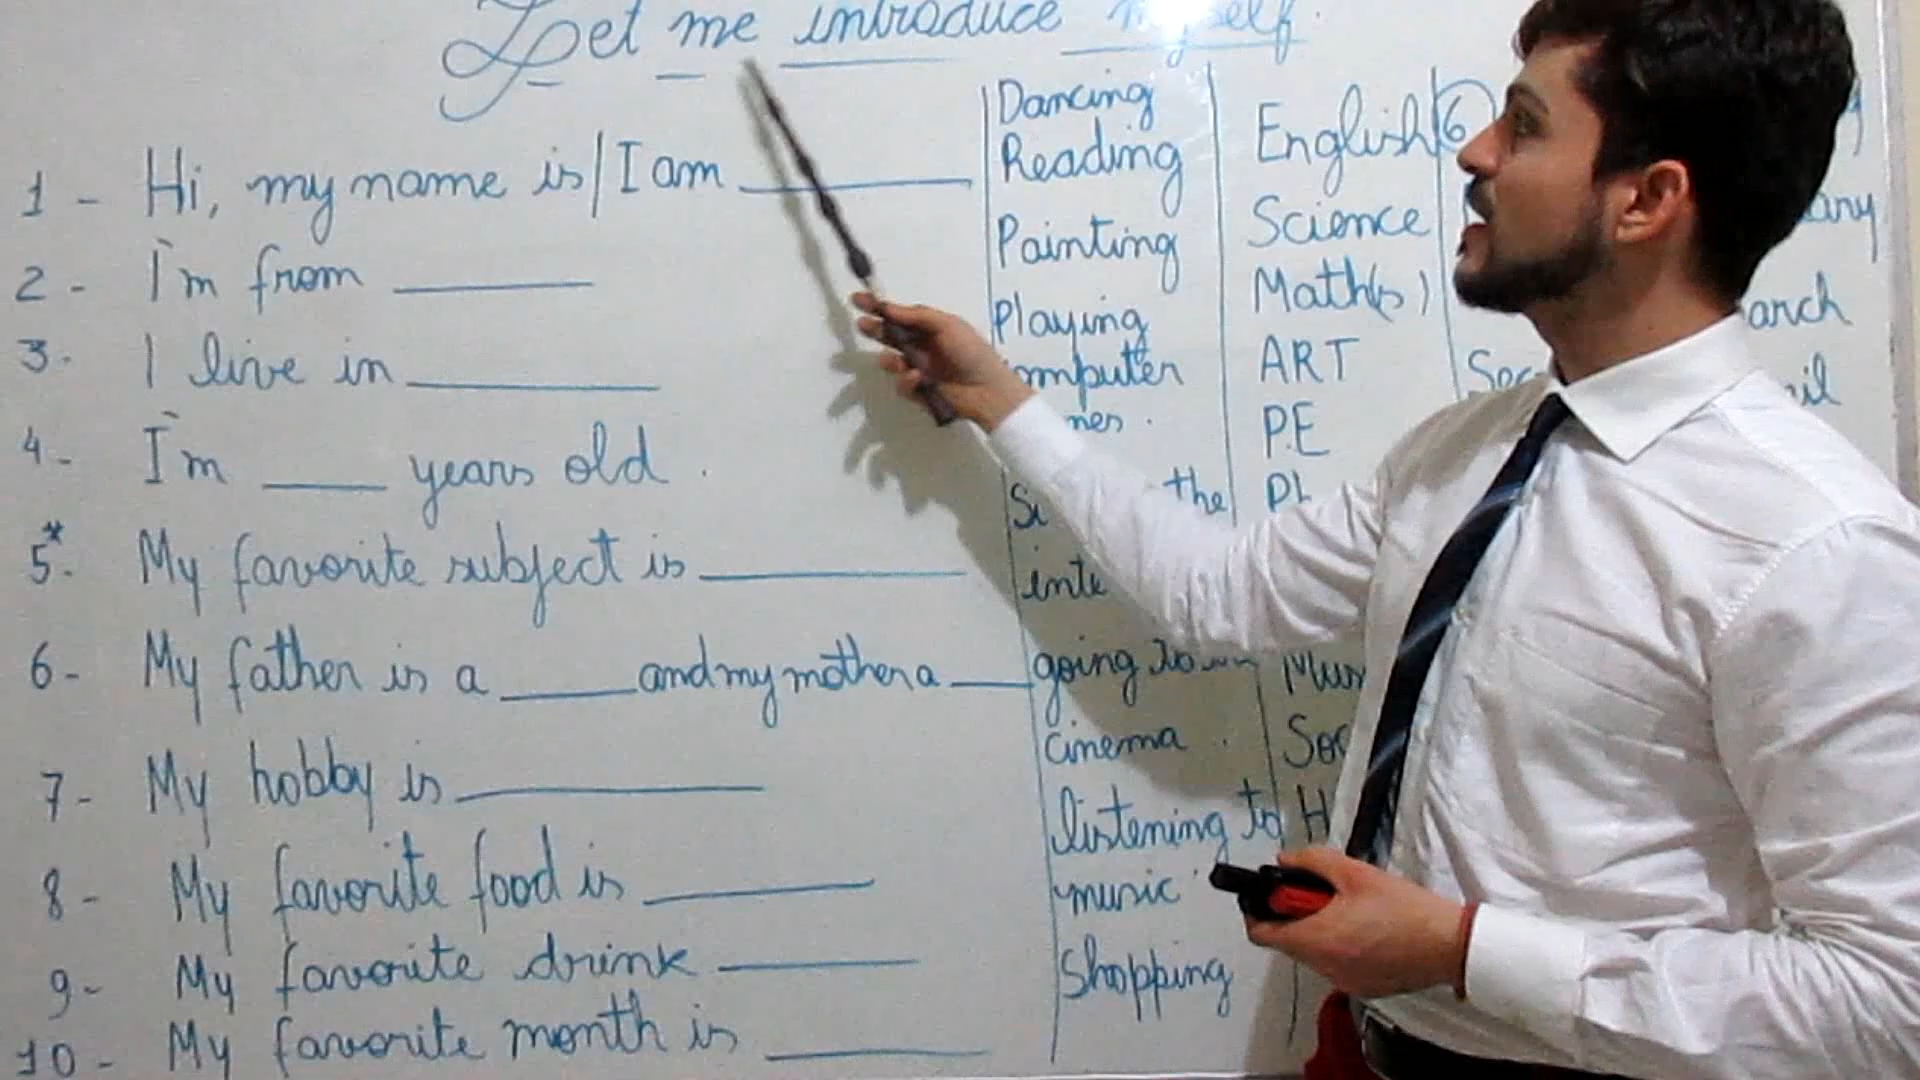 Let me introduce myself.
1 - Hi, my name is / I am ______
2 - I'm from ______
3 - I live in ______
4 - I'm ____ years old.
5*- My favorite subject is ______
6 - My father is a ____ and my mother a ____
7 - My hobby is ______
8 - My favorite food is ______
9 - My favorite drink ______
10 - My favorite month is ______
Dancing
Reading
Painting
Playing
the
going to
cinema.
listening to
music
Shopping
English
Science
Math(s)
ART
P.E
6